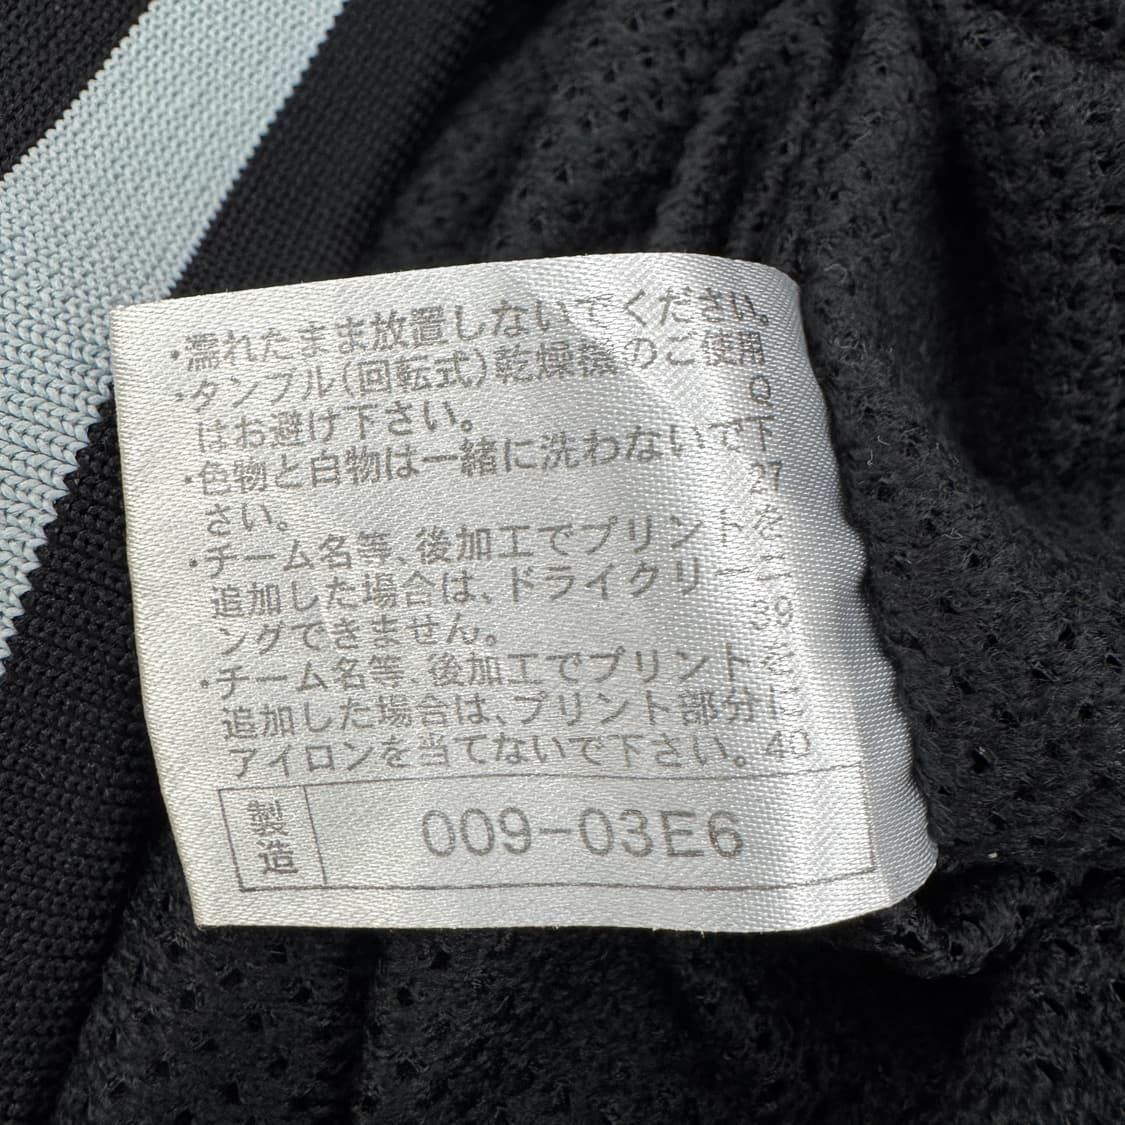 ・濡れたまま放置しないでください。
・タンブル(回転式)乾燥機のご使用
はお避け下さい。
・色物と白物は一緒に洗わないで下
さい。
・チーム名等、後加工でプリントを
追加した場合は、ドライクリーニ
ングできません。
・チーム名等、後加工でプリントを
追加した場合は、プリント部分に
アイロンを当てないで下さい。
0
27
39
40
製造
009-03E6